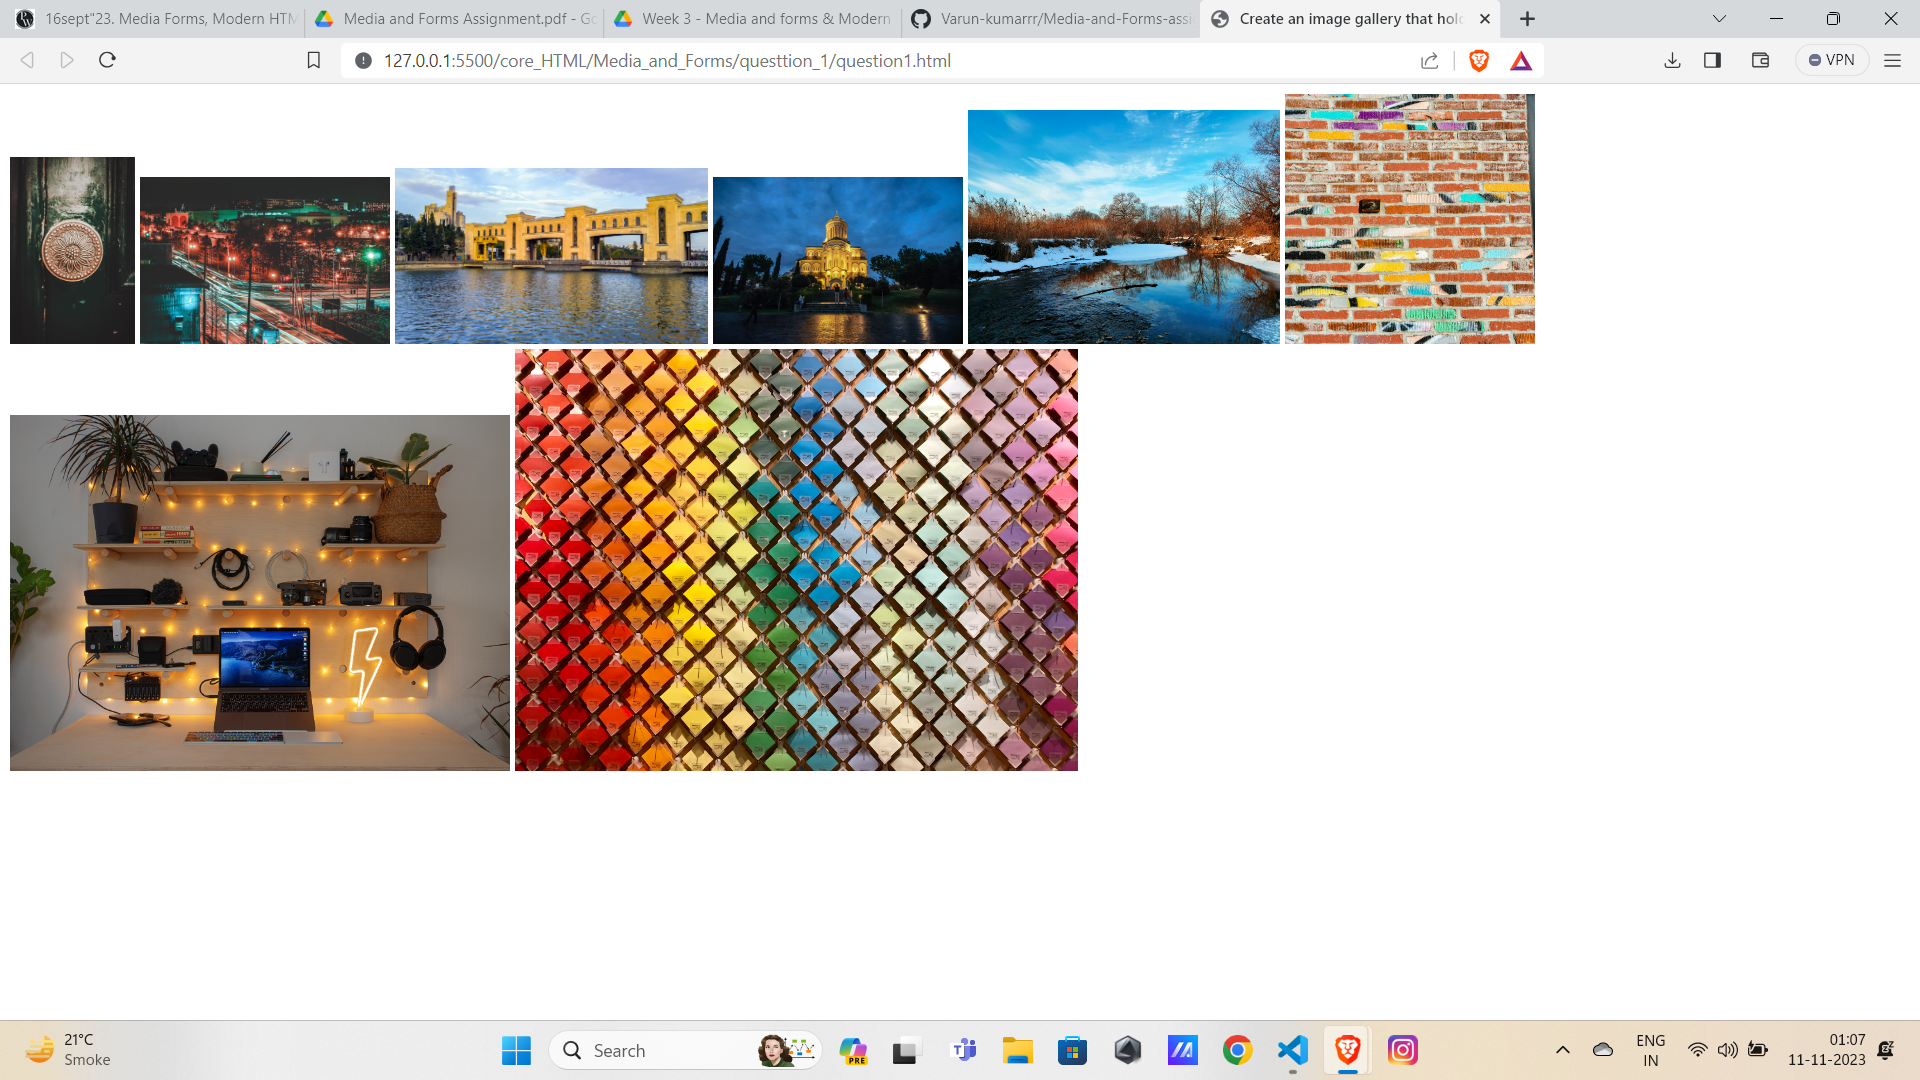 16sept"23. Media Forms, Modern HTM
Media and Forms Assignment.pdf - Go
Week 3 - Media and forms & Modern
Varun-kumarrr/Media-and-Forms-assi
Create an image gallery that hol
127.0.0.1:5500/core_HTML/Media_and_Forms/questtion_1/question1.html
VPN
21°C
Smoke
Search
PRE
ENG
IN
01:07
11-11-2023